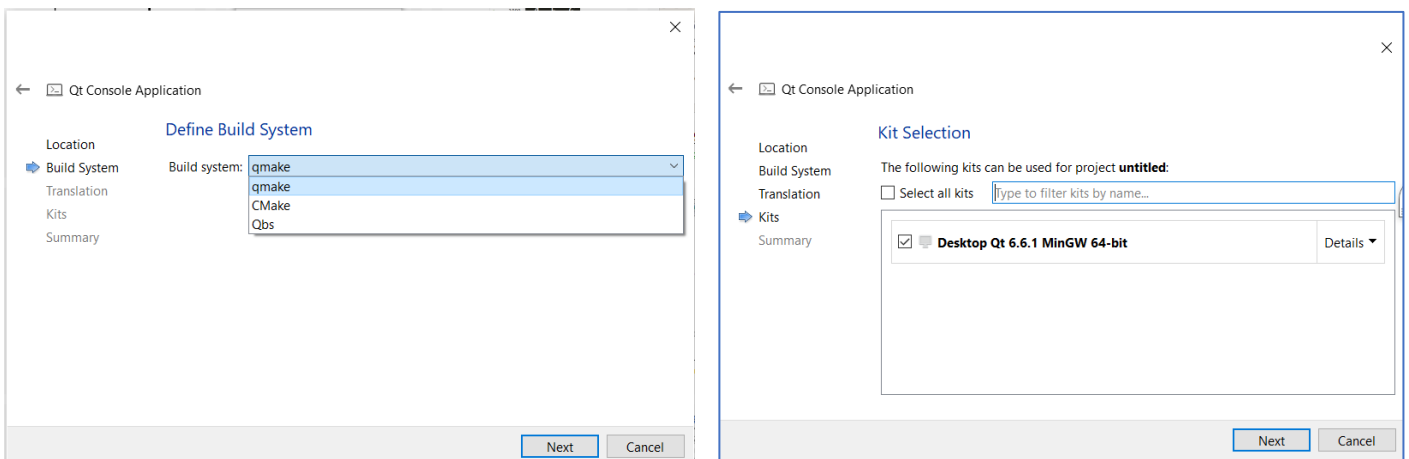 Qt Console Application
Define Build System
Location
Build System
Translation
Kits
Summary
Build system: qmake
qmake
CMake
Qbs
Next Cancel
Qt Console Application
Kit Selection
Location
Build System
Translation
Kits
Summary
The following kits can be used for project untitled:
Select all kits Type to filter kits by name...
Desktop Qt 6.6.1 MinGW 64-bit Details
Next Cancel